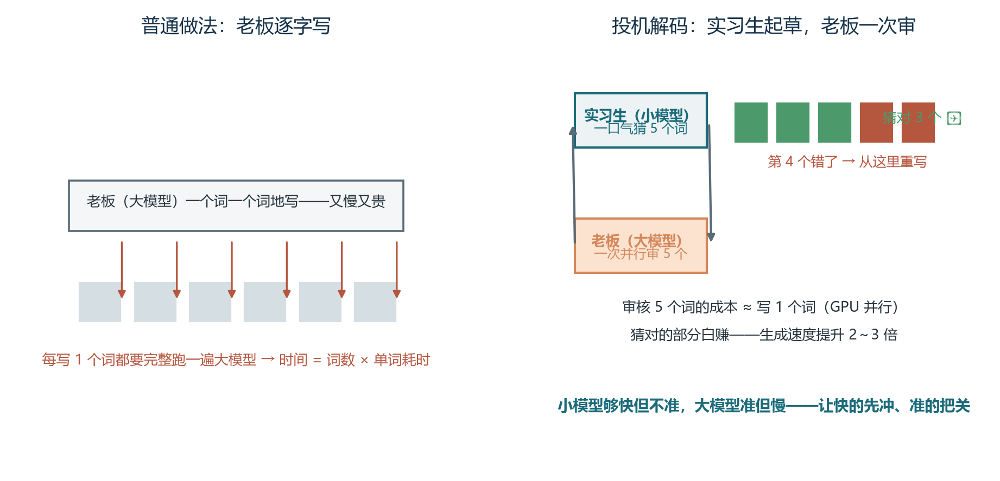 普通做法：老板逐字写
老板（大模型）一个词一个词地写——又慢又贵
每写 1 个词都要完整跑一遍大模型 → 时间 = 词数 × 单词耗时
投机解码：实习生起草，老板一次审
实习生（小模型）
一口气猜 5 个词
猜对 3 个
第 4 个错了 → 从这里重写
老板（大模型）
一次并行审 5 个
审核 5 个词的成本 ≈ 写 1 个词（GPU 并行）
猜对的部分白赚——生成速度提升 2~3 倍
小模型够快但不准，大模型准但慢——让快的先冲、准的把关